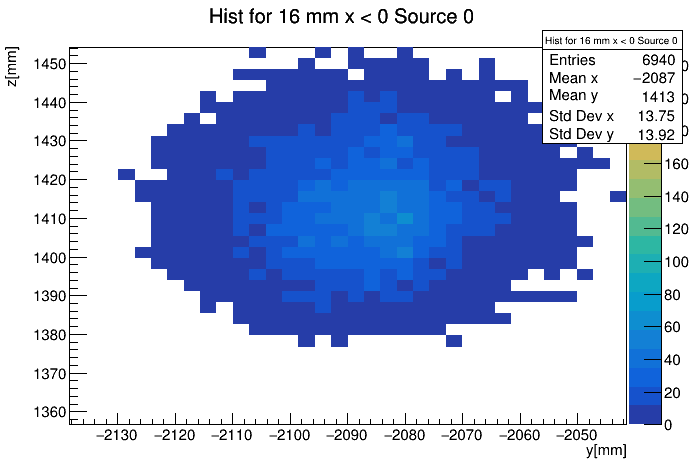 Hist for 16 mm x < 0 Source 0
Hist for 16 mm x < 0 Source 0
Entries 6940
Mean x −2087
Mean y 1413
Std Dev x 13.75
Std Dev y 13.92
z[mm]
1450
1440
1430
1420
1410
1400
1390
1380
1370
1360
−2130 −2120 −2110 −2100 −2090 −2080 −2070 −2060 −2050
y[mm]
160
140
120
100
80
60
40
20
0